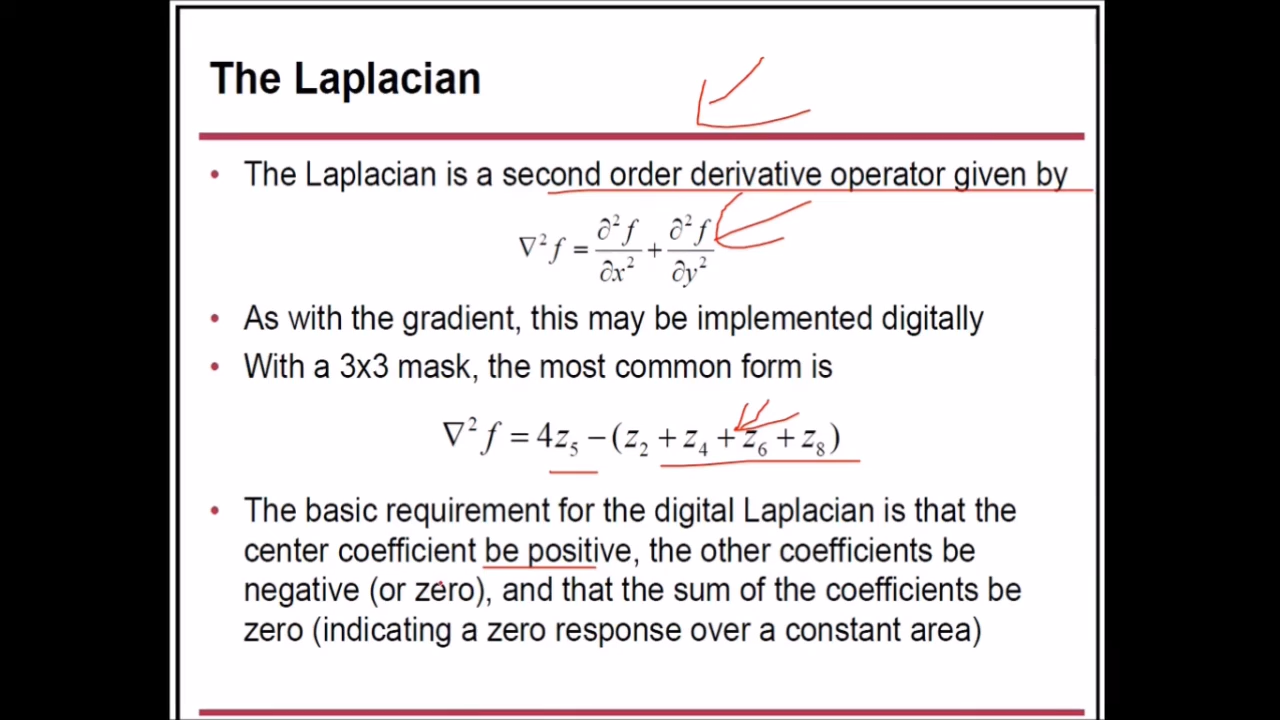 The Laplacian
• The Laplacian is a second order derivative operator given by
∇²f = ∂²f/∂x² + ∂²f/∂y²
• As with the gradient, this may be implemented digitally
• With a 3x3 mask, the most common form is
∇²f = 4z₅ − (z₂ + z₄ + z₆ + z₈)
• The basic requirement for the digital Laplacian is that the
center coefficient be positive, the other coefficients be
negative (or zero), and that the sum of the coefficients be
zero (indicating a zero response over a constant area)